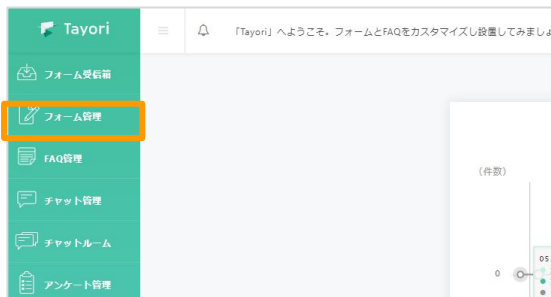 Tayori
「Tayori」へようこそ。フォームとFAQをカスタマイズし設置してみましょ
フォーム受信箱
フォーム管理
FAQ管理
チャット管理
チャットルーム
アンケート管理
(件数)
0
05